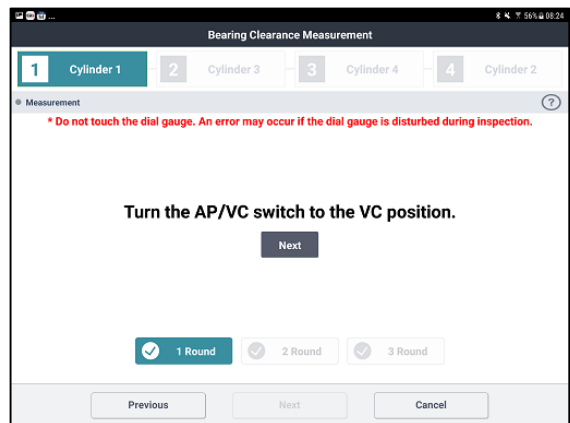 56% 08:24
Bearing Clearance Measurement
1 Cylinder 1 2 Cylinder 3 3 Cylinder 4 4 Cylinder 2
Measurement ?
* Do not touch the dial gauge. An error may occur if the dial gauge is disturbed during inspection.
Turn the AP/VC switch to the VC position.
Next
1 Round 2 Round 3 Round
Previous Next Cancel